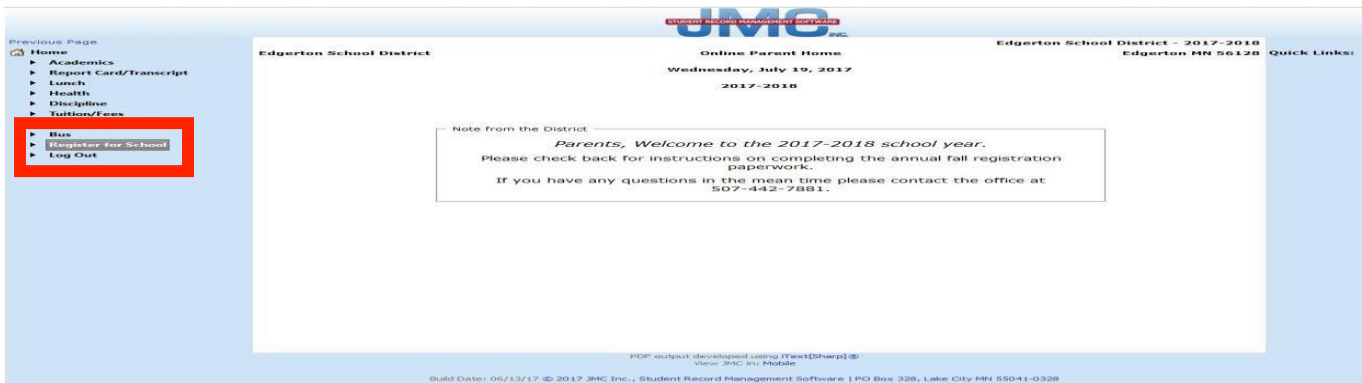 STUDENT RECORD MANAGEMENT SOFTWARE
JMC INC.
Previous Page
Home
Academics
Report Card/Transcript
Lunch
Health
Discipline
Tuition/Fees
Bus
Register for School
Log Out
Edgerton School District
Online Parent Home
Wednesday, July 19, 2017
2017-2018
Edgerton School District - 2017-2018
Edgerton MN 56128
Quick Links:
Note from the District
Parents, Welcome to the 2017-2018 school year.
Please check back for instructions on completing the annual fall registration
paperwork.
If you have any questions in the mean time please contact the office at
507-442-7881.
PDF output developed using iText[Sharp]®
View JMC in: Mobile
Build Date: 06/13/17 © 2017 JMC Inc., Student Record Management Software | PO Box 328, Lake City MN 55041-0328